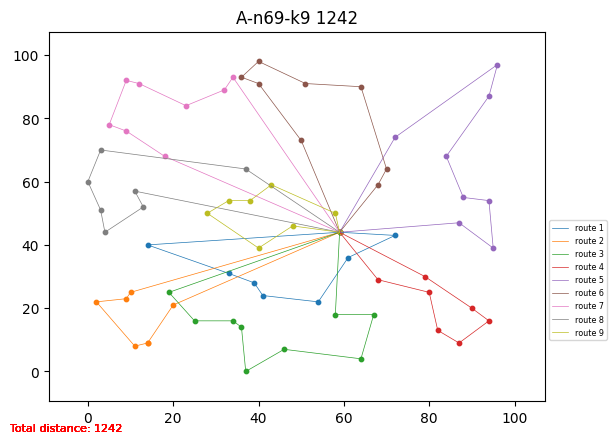 A-n69-k9 1242
100
80
60
40
20
0
0 20 40 60 80 100
route 1
route 2
route 3
route 4
route 5
route 6
route 7
route 8
route 9
Total distance: 1242